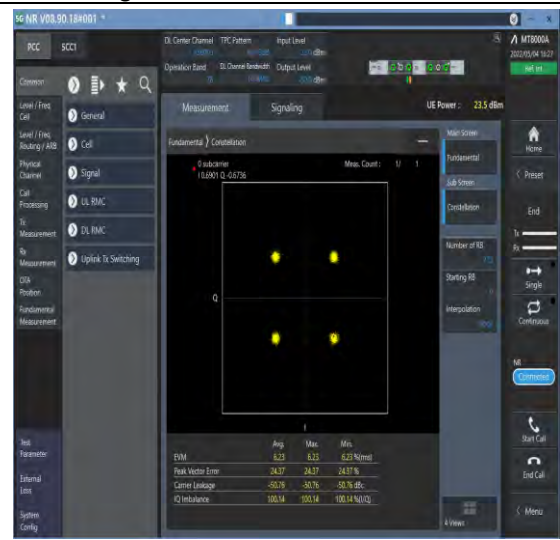 5G NR V08.90.18#001 *
PCC
SCC1
OL Center Channel
TPC Pattern
Input Level
Operation Band
DL Channel Bandwidth
Output Level
MT8000A
2022/05/04 16:27
Ref. Int
Measurement
Signaling
UE Power : 23.5 dBm
Common
Level / Freq
Cell
Level / Freq
Routing / ARB
Physical
Channel
Call
Processing
Tx
Measurement
Rx
Measurement
OTA
Position
Fundamental
Measurement
Test
Parameter
External
Loss
System
Config
General
Cell
Signal
UL RMC
DL RMC
Uplink Tx Switching
Fundamental
Constellation
0 subcarrier
I 0.6901 Q -0.6736
Meas. Count : 1/ 1
Q
I
Avg. Max. Min.
EVM 6.23 6.23 6.23 %(rms)
Peak Vector Error 24.37 24.37 24.37 %
Carrier Leakage -50.76 -50.76 -50.76 dBc
IQ Imbalance 100.14 100.14 100.14 %(I/Q)
Main Screen
Fundamental
Sub Screen
Constellation
Number of RB
Starting RB
Interpolation
4 Views
Home
Preset
End
Tx
Rx
Single
Continuous
NR
Connected
Start Call
End Call
Menu